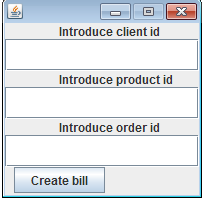 Introduce client id
Introduce product id
Introduce order id
Create bill